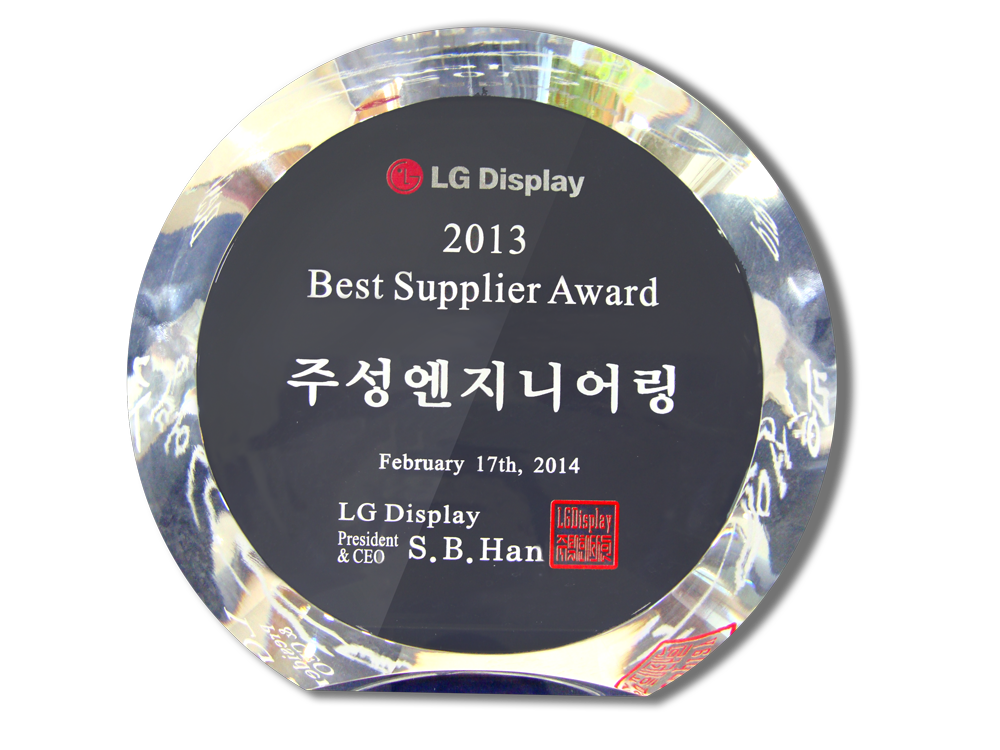 LG Display
2013
Best Supplier Award
주성엔지니어링
February 17th, 2014
LG Display
President & CEO S.B.Han
LGDisplay